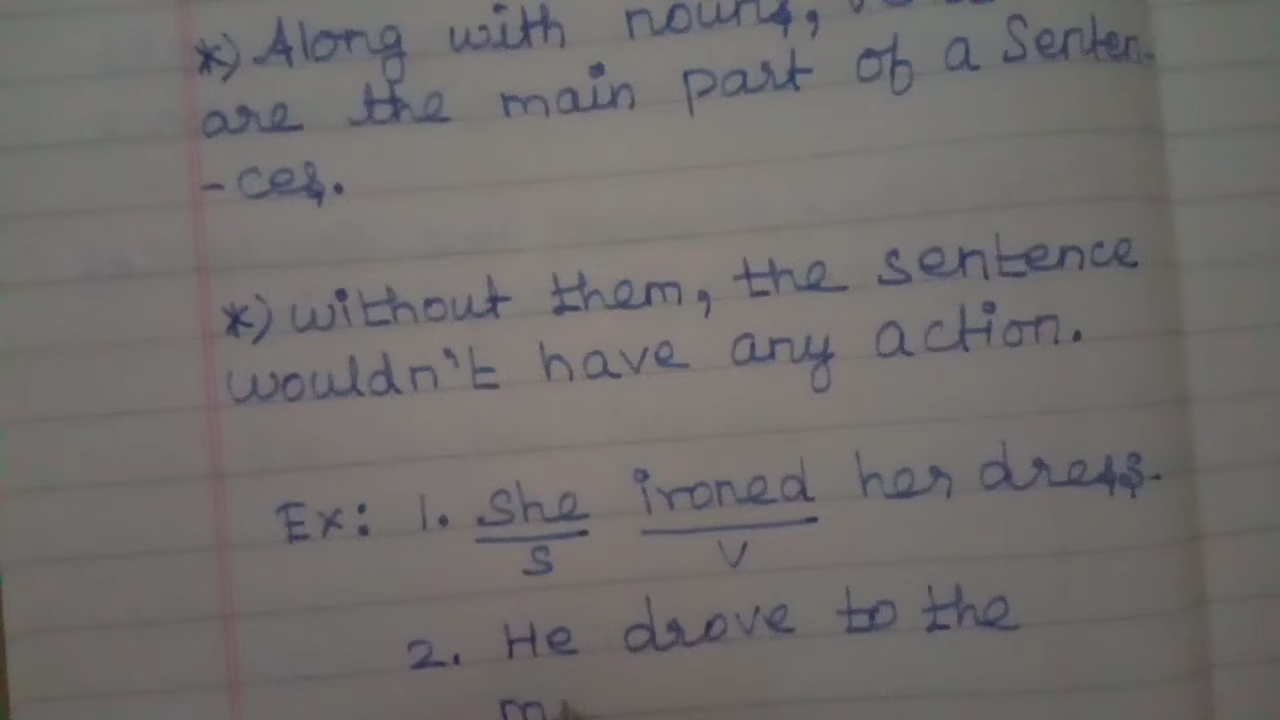 *) Along with nouns,
are the main part of a Senten-
-ces.
*) without them, the sentence
wouldn't have any action.
Ex: 1. She ironed her dress.
S V
2. He drove to the